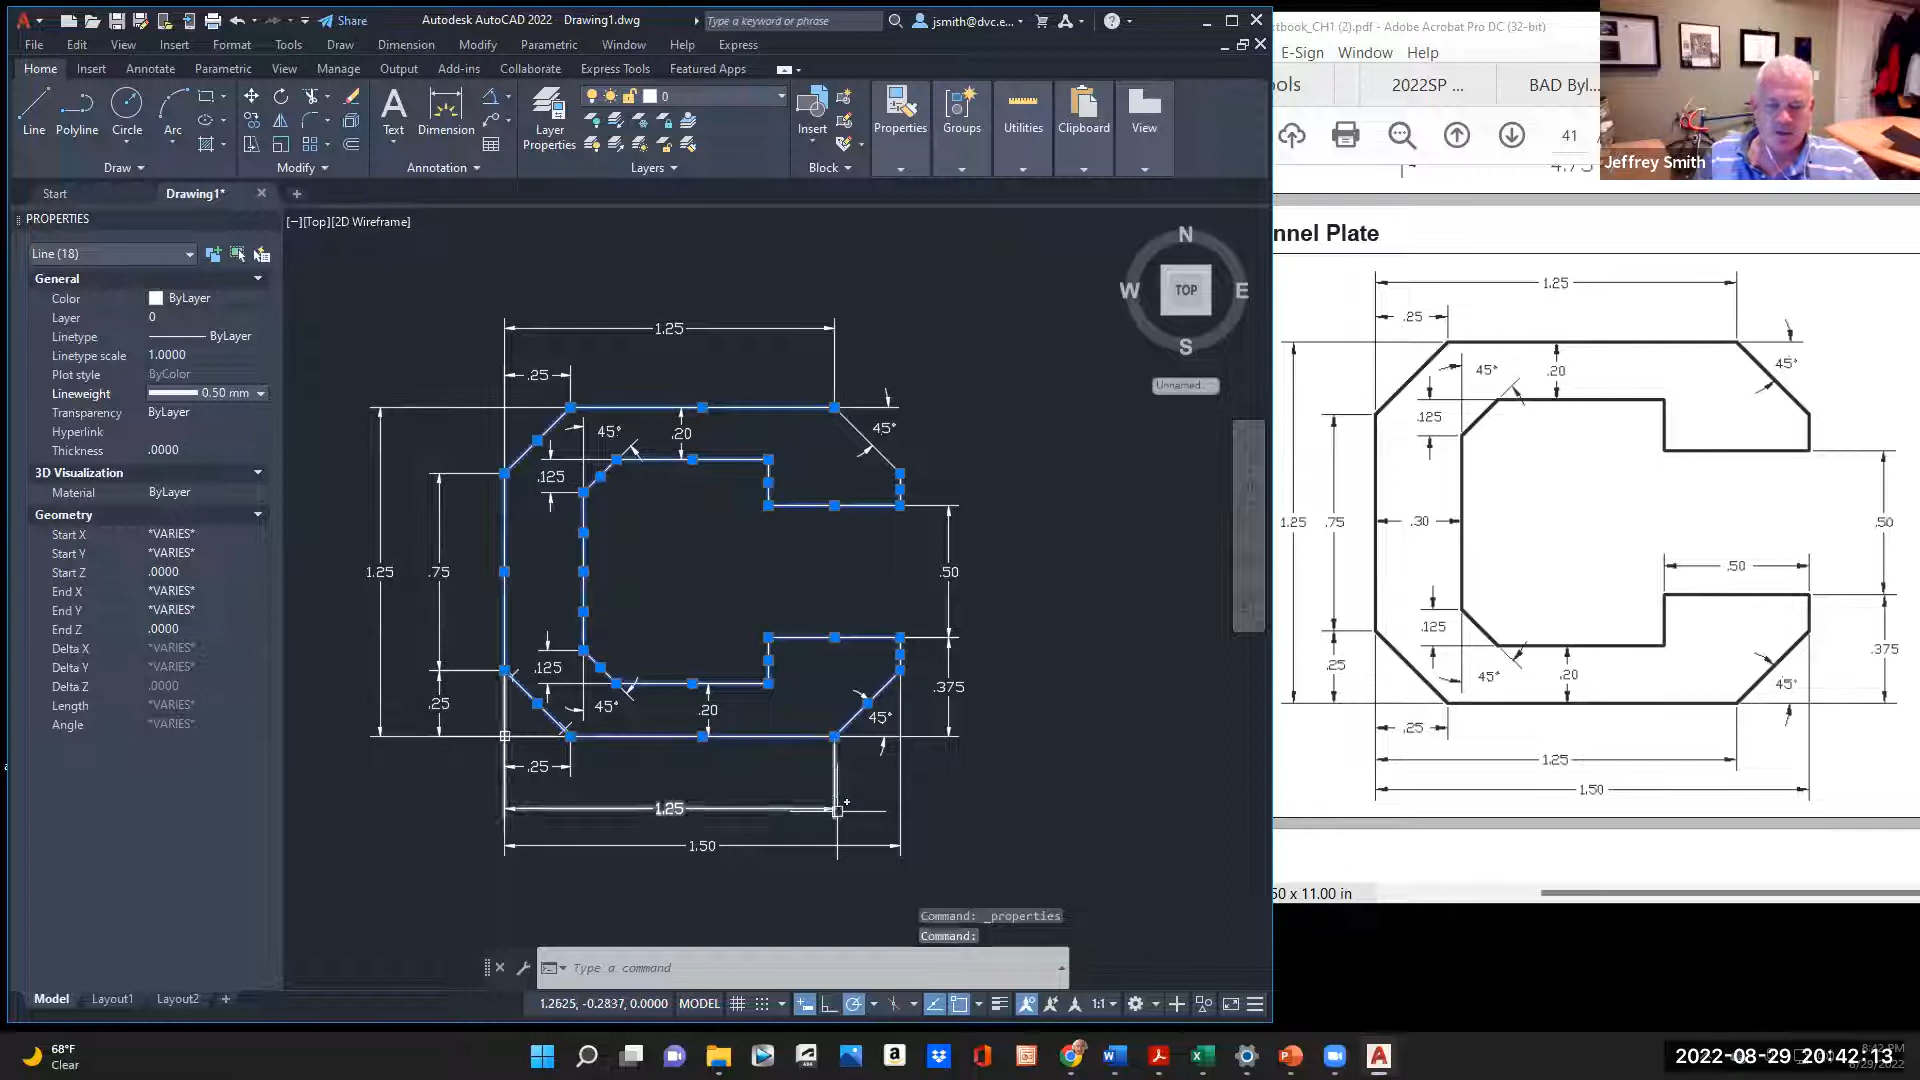 Share
Autodesk AutoCAD 2022
Drawing1.dwg
Type a keyword or phrase
jsmith@dvc.e...
File Edit View Insert Format Tools Draw Dimension Modify Parametric Window Help Express
Home Insert Annotate Parametric View Manage Output Add-ins Collaborate Express Tools Featured Apps
Line Polyline Circle Arc
Text Dimension
Layer Properties
0
Insert
Properties Groups Utilities Clipboard View
Draw Modify Annotation Layers Block
Start Drawing1*
PROPERTIES
Line (18)
General
Color ByLayer
Layer 0
Linetype ByLayer
Linetype scale 1.0000
Plot style ByColor
Lineweight 0.50 mm
Transparency ByLayer
Hyperlink
Thickness .0000
3D Visualization
Material ByLayer
Geometry
Start X *VARIES*
Start Y *VARIES*
Start Z .0000
End X *VARIES*
End Y *VARIES*
End Z .0000
Delta X *VARIES*
Delta Y *VARIES*
Delta Z .0000
Length *VARIES*
Angle *VARIES*
[−][Top][2D Wireframe]
N
W TOP E
S
Unnamed
1.25
.25
45° .20 45°
.125
1.25 .75 .50
.125
.25 45° .20 45° .375
.25
1.25
1.50
Command: _properties
Command:
Type a command
Model Layout1 Layout2 +
1.2625, -0.2837, 0.0000 MODEL 1:1
tbook_CH1 (2).pdf - Adobe Acrobat Pro DC (32-bit)
E-Sign Window Help
ols 2022SP ... BAD Byl...
41
4.75
Jeffrey Smith
nnel Plate
1.25
.25
45° .20 45°
.125
1.25 .75 .30 .50
.50
.125
.25 45° .20 45° .375
.25
1.25
1.50
50 x 11.00 in
68°F
Clear
2022-08-29 20:42:13